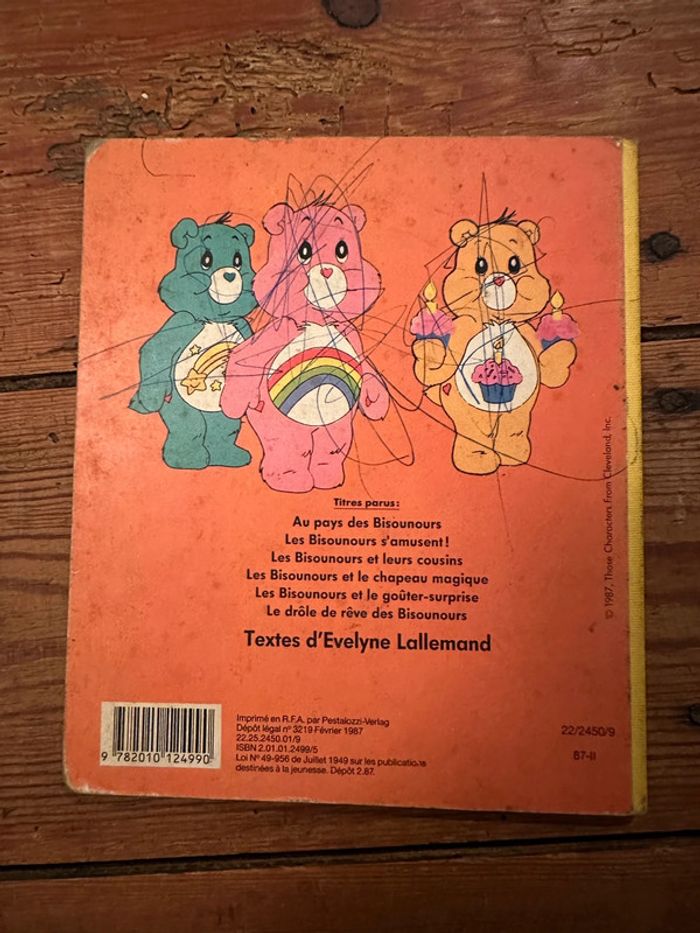 Titres parus:
Au pays des Bisounours
Les Bisounours s'amusent!
Les Bisounours et leurs cousins
Les Bisounours et le chapeau magique
Les Bisounours et le goûter-surprise
Le drôle de rêve des Bisounours
Textes d'Evelyne Lallemand
© 1987, Those Characters From Cleveland, Inc.
9 782010 124990
Imprimé en R.F.A. par Pestalozzi-Verlag
Dépôt légal n° 3219 Février 1987
22.25.2450.01/9
ISBN 2.01.01.2499/5
Loi N° 49-956 de Juillet 1949 sur les publications
destinées à la jeunesse. Dépôt 2.87.
22/2450/9
87-II